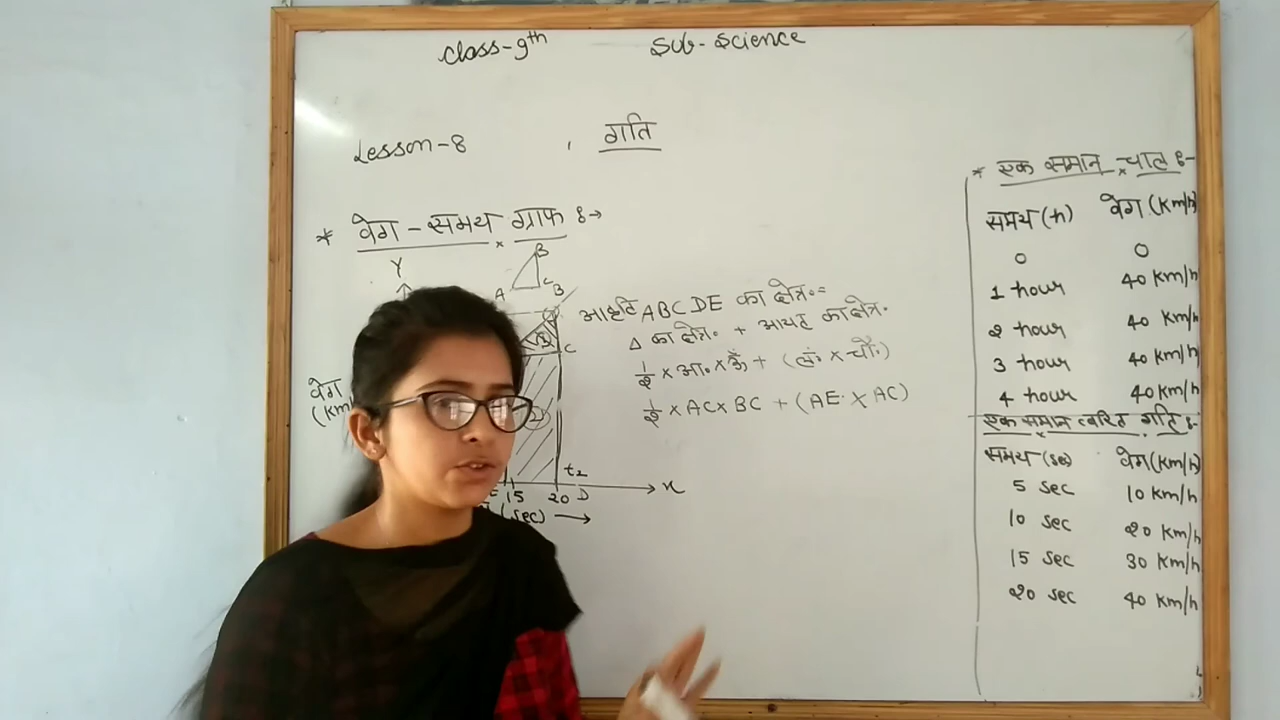 class-9th Sub-Science
Lesson-8 , गति
* वेग-समय ग्राफ :→
Y
B
A C B
वेग
(Km
C
t2
E 15 20 D x
(sec) →
आकृति ABCDE का क्षेत्र॰=
Δ का क्षेत्र॰ + आयत का क्षेत्र॰
1/2 × आ॰ × ऊँ + (लं॰ × चौ॰)
1/2 × AC × BC + (AE × AC)
* एक समान चाल :-
समय (h) वेग (Km/h)
0 0
1 hour 40 Km/h
2 hour 40 Km/h
3 hour 40 Km/h
4 hour 40 Km/h
एक समान त्वरित गति :-
समय (sec) वेग (Km/h)
5 sec 10 Km/h
10 sec 20 Km/h
15 sec 30 Km/h
20 sec 40 Km/h